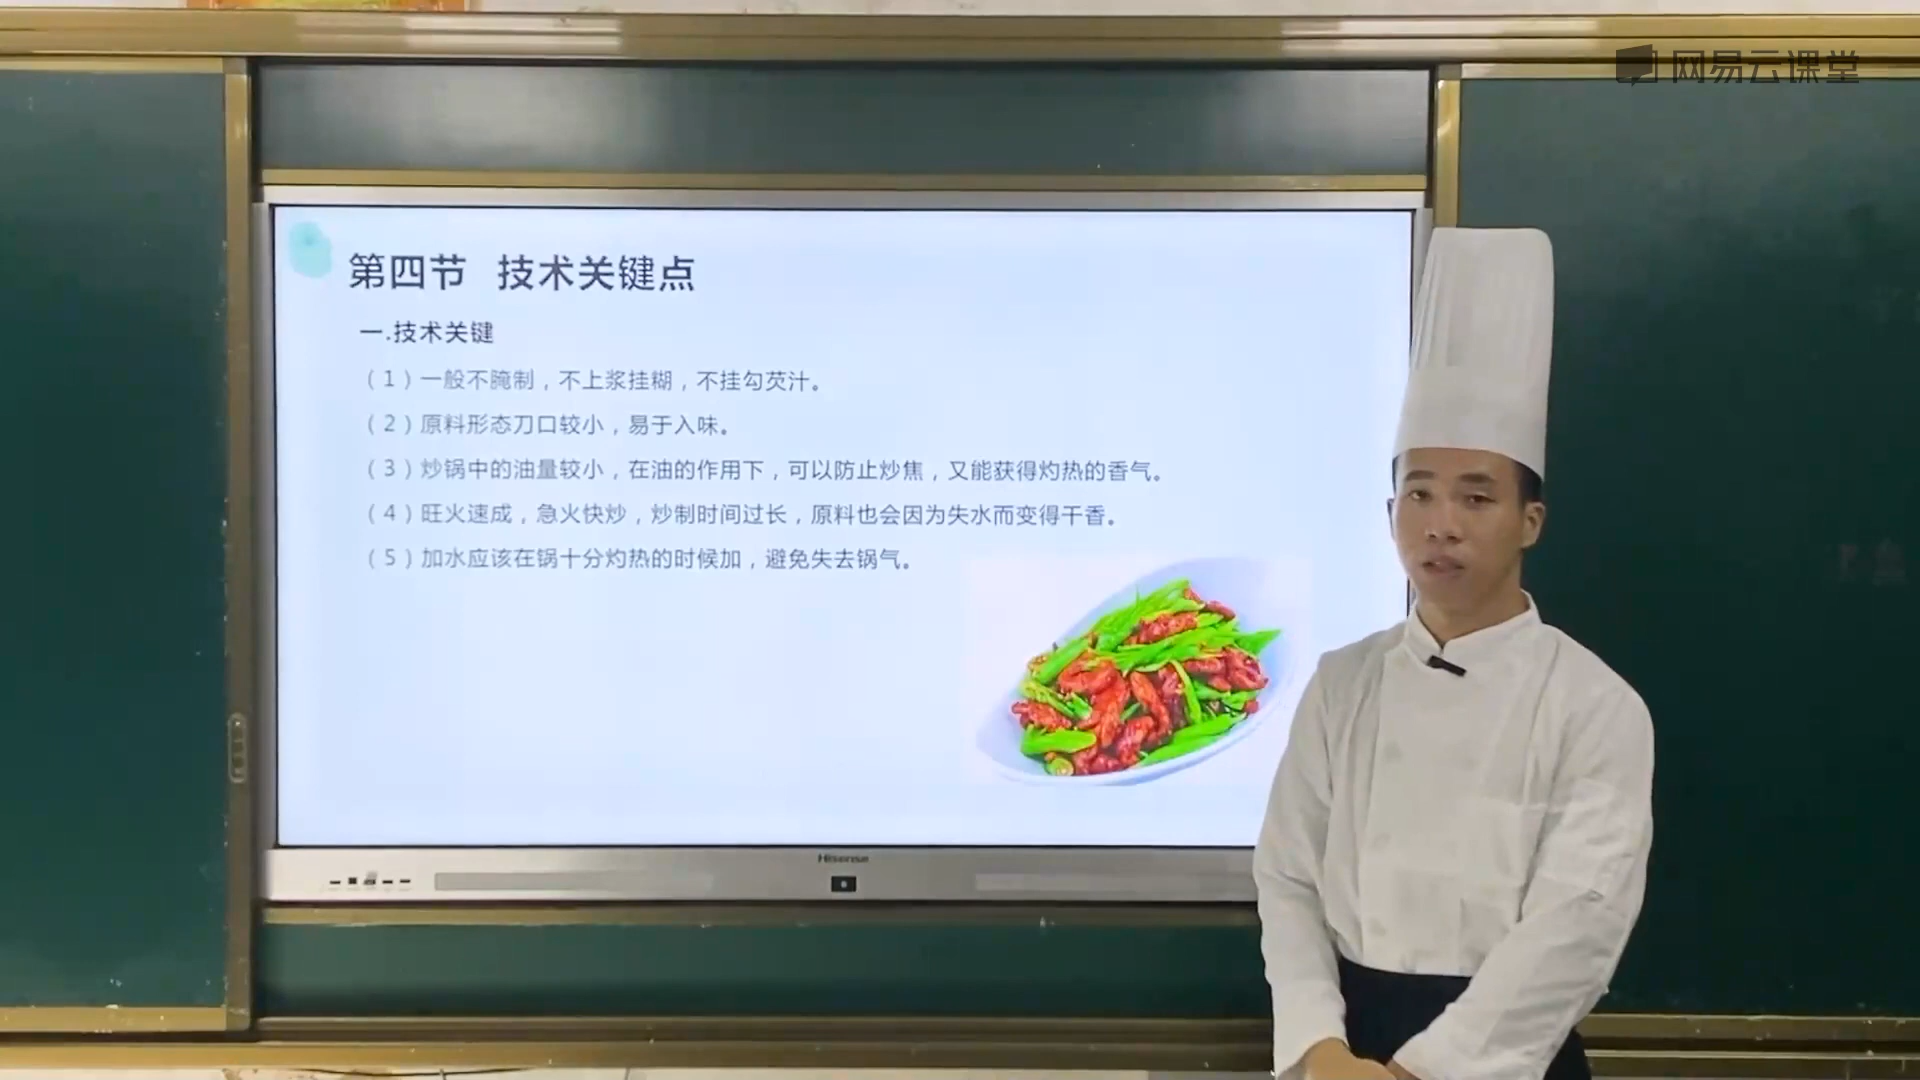 网易云课堂
第四节 技术关键点
一.技术关键
（1）一般不腌制，不上浆挂糊，不挂勾芡汁。
（2）原料形态刀口较小，易于入味。
（3）炒锅中的油量较小，在油的作用下，可以防止炒焦，又能获得灼热的香气。
（4）旺火速成，急火快炒，炒制时间过长，原料也会因为失水而变得干香。
（5）加水应该在锅十分灼热的时候加，避免失去锅气。
Hisense